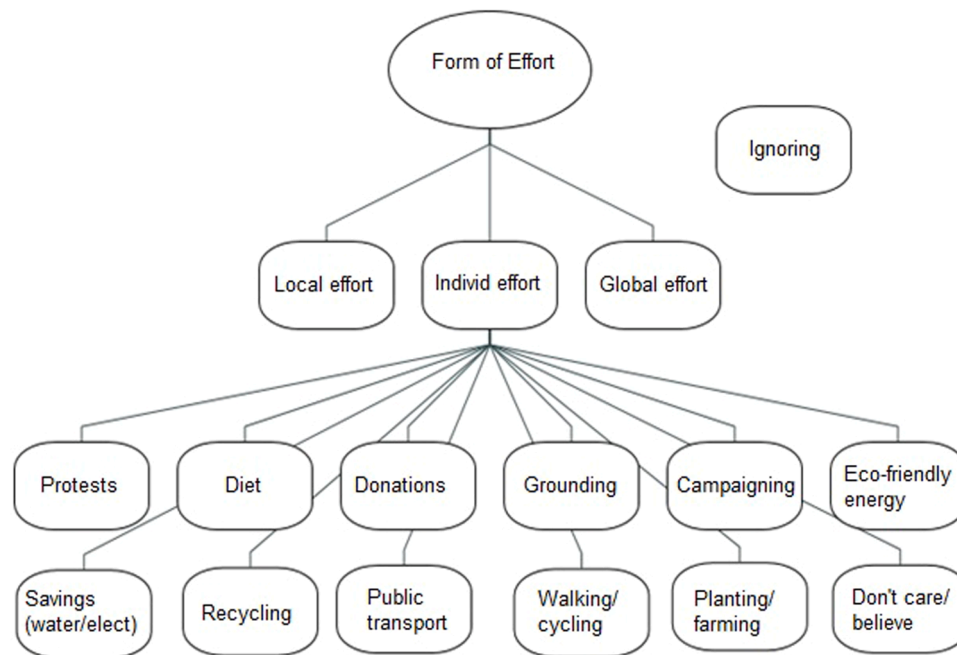 Form of Effort
Ignoring
Local effort
Individ effort
Global effort
Protests
Diet
Donations
Grounding
Campaigning
Eco-friendly
energy
Savings
(water/elect)
Recycling
Public
transport
Walking/
cycling
Planting/
farming
Don't care/
believe